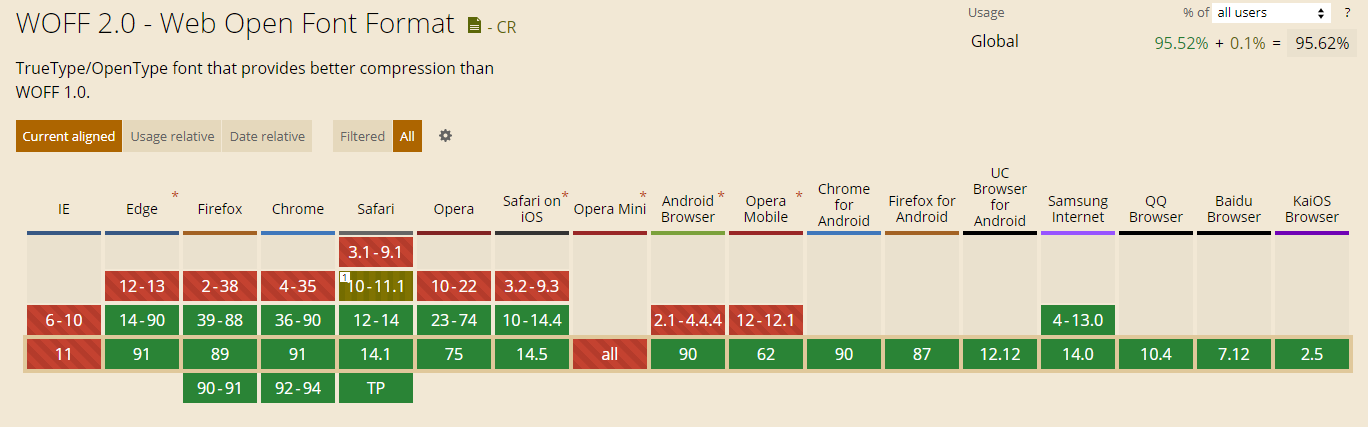 WOFF 2.0 - Web Open Font Format - CR
Usage % of all users ?
Global 95.52% + 0.1% = 95.62%
TrueType/OpenType font that provides better compression than
WOFF 1.0.
Current aligned Usage relative Date relative Filtered All
IE
Edge *
Firefox
Chrome
Safari
Opera
Safari on *
iOS
Opera Mini *
Android *
Browser
Opera *
Mobile
Chrome
for
Android
Firefox for
Android
UC
Browser
for
Android
Samsung
Internet
QQ
Browser
Baidu
Browser
KaiOS
Browser
3.1-9.1
12-13 2-38 4-35 1 10-11.1 10-22 3.2-9.3
6-10 14-90 39-88 36-90 12-14 23-74 10-14.4 2.1-4.4.4 12-12.1 4-13.0
11 91 89 91 14.1 75 14.5 all 90 62 90 87 12.12 14.0 10.4 7.12 2.5
90-91 92-94 TP